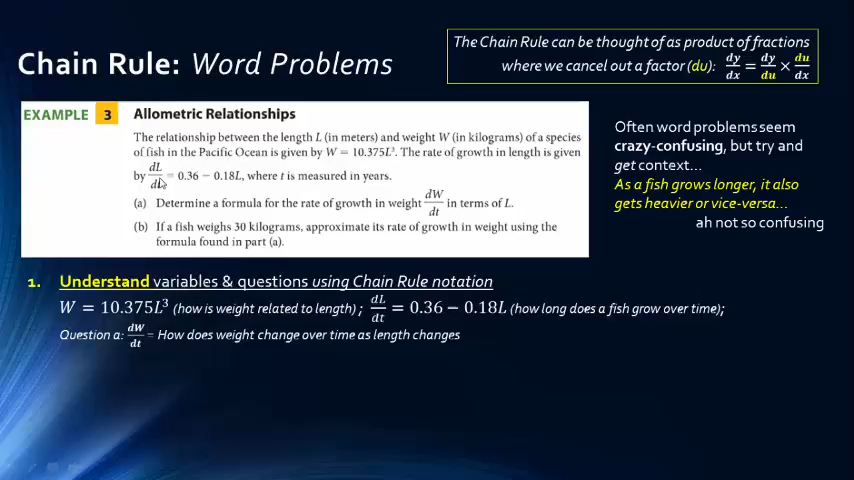 Chain Rule: Word Problems
The Chain Rule can be thought of as product of fractions
where we cancel out a factor (du): dy/dx = dy/du × du/dx
EXAMPLE 3 Allometric Relationships
The relationship between the length L (in meters) and weight W (in kilograms) of a species
of fish in the Pacific Ocean is given by W = 10.375L³. The rate of growth in length is given
by dL/dt = 0.36 − 0.18L, where t is measured in years.
(a) Determine a formula for the rate of growth in weight dW/dt in terms of L.
(b) If a fish weighs 30 kilograms, approximate its rate of growth in weight using the
formula found in part (a).
Often word problems seem
crazy-confusing, but try and
get context...
As a fish grows longer, it also
gets heavier or vice-versa...
ah not so confusing
1. Understand variables & questions using Chain Rule notation
W = 10.375L³ (how is weight related to length) ; dL/dt = 0.36 − 0.18L (how long does a fish grow over time);
Question a: dW/dt = How does weight change over time as length changes